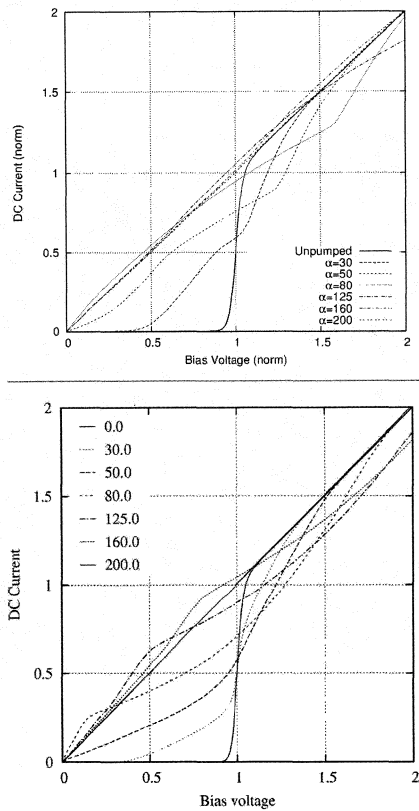 2
1.5
1
0.5
0
0
0.5
1.0
1.5
2
DC Current (norm)
Bias Voltage (norm)
Unpumped
α=30
α=50
α=80
α=125
α=160
α=200
2
1.5
1
0.5
0
0
0.5
1
1.5
2
DC Current
Bias voltage
0.0
30.0
50.0
80.0
125.0
160.0
200.0